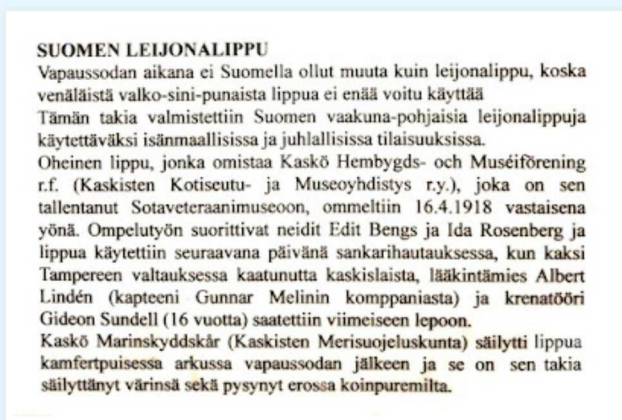 SUOMEN LEIJONALIPPU
Vapaussodan aikana ei Suomella ollut muuta kuin leijonalippu, koska
venäläistä valko-sini-punaista lippua ei enää voitu käyttää
Tämän takia valmistettiin Suomen vaakuna-pohjaisia leijonalippuja
käytettäväksi isänmaallisissa ja juhlallisissa tilaisuuksissa.
Oheinen lippu, jonka omistaa Kaskö Hembygds- och Muséiförening
r.f. (Kaskisten Kotiseutu- ja Museoyhdistys r.y.), joka on sen
tallentanut Sotaveteraanimuseoon, ommeltiin 16.4.1918 vastaisena
yönä. Ompelutyön suorittivat neidit Edit Bengs ja Ida Rosenberg ja
lippua käytettiin seuraavana päivänä sankarihautauksessa, kun kaksi
Tampereen valtauksessa kaatunutta kaskislaista, lääkintämies Albert
Lindén (kapteeni Gunnar Melinin komppaniasta) ja krenatööri
Gideon Sundell (16 vuotta) saatettiin viimeiseen lepoon.
Kaskö Marinskyddskår (Kaskisten Merisuojeluskunta) säilytti lippua
kamfertpuisessa arkussa vapaussodan jälkeen ja se on sen takia
säilyttänyt värinsä sekä pysynyt erossa koinpuremilta.